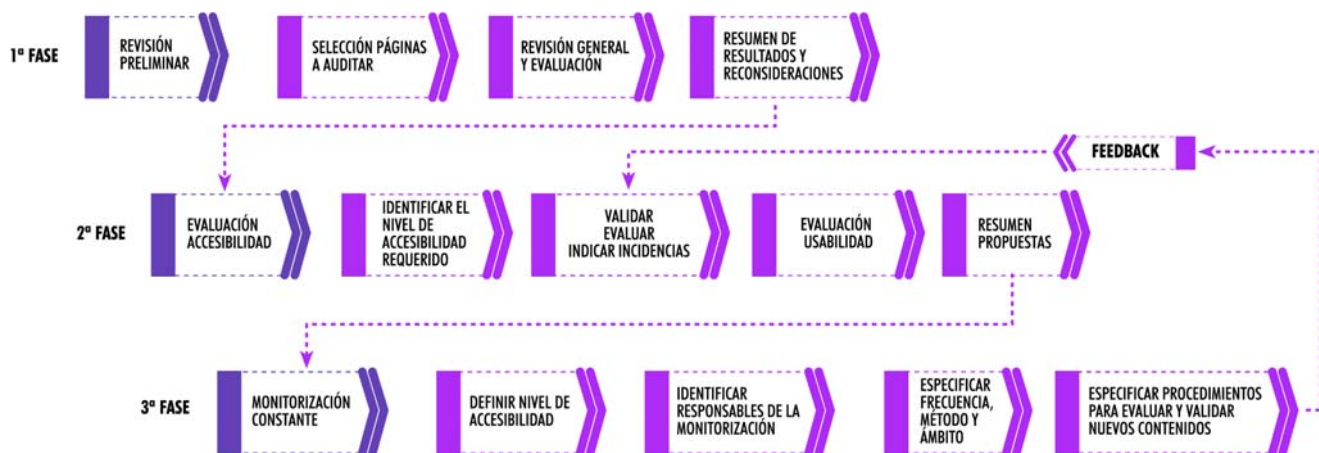 1ª FASE
REVISIÓN
PRELIMINAR
SELECCIÓN PÁGINAS
A AUDITAR
REVISIÓN GENERAL
Y EVALUACIÓN
RESUMEN DE
RESULTADOS Y
RECONSIDERACIONES
FEEDBACK
2ª FASE
EVALUACIÓN
ACCESIBILIDAD
IDENTIFICAR EL
NIVEL DE
ACCESIBILIDAD
REQUERIDO
VALIDAR
EVALUAR
INDICAR INCIDENCIAS
EVALUACIÓN
USABILIDAD
RESUMEN
PROPUESTAS
3ª FASE
MONITORIZACIÓN
CONSTANTE
DEFINIR NIVEL DE
ACCESIBILIDAD
IDENTIFICAR
RESPONSABLES DE LA
MONITORIZACIÓN
ESPECIFICAR
FRECUENCIA,
MÉTODO Y
ÁMBITO
ESPECIFICAR PROCEDIMIENTOS
PARA EVALUAR Y VALIDAR
NUEVOS CONTENIDOS